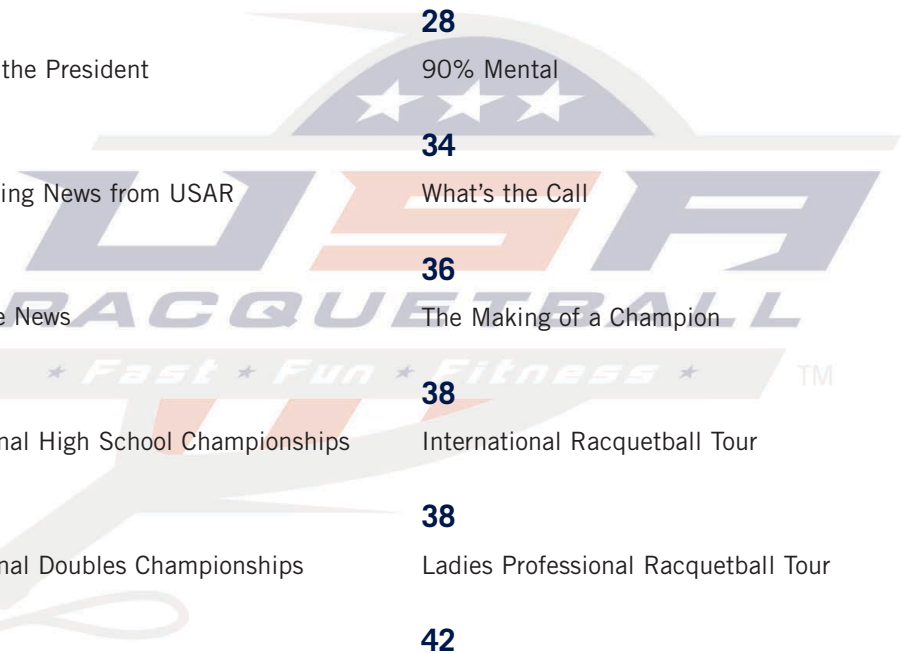 the President
ing News from USAR
e News
nal High School Championships
nal Doubles Championships
28
90% Mental
34
What's the Call
36
The Making of a Champion
38
International Racquetball Tour
38
Ladies Professional Racquetball Tour
42
USA
RACQUETBALL
* Fast * Fun * Fitness * TM